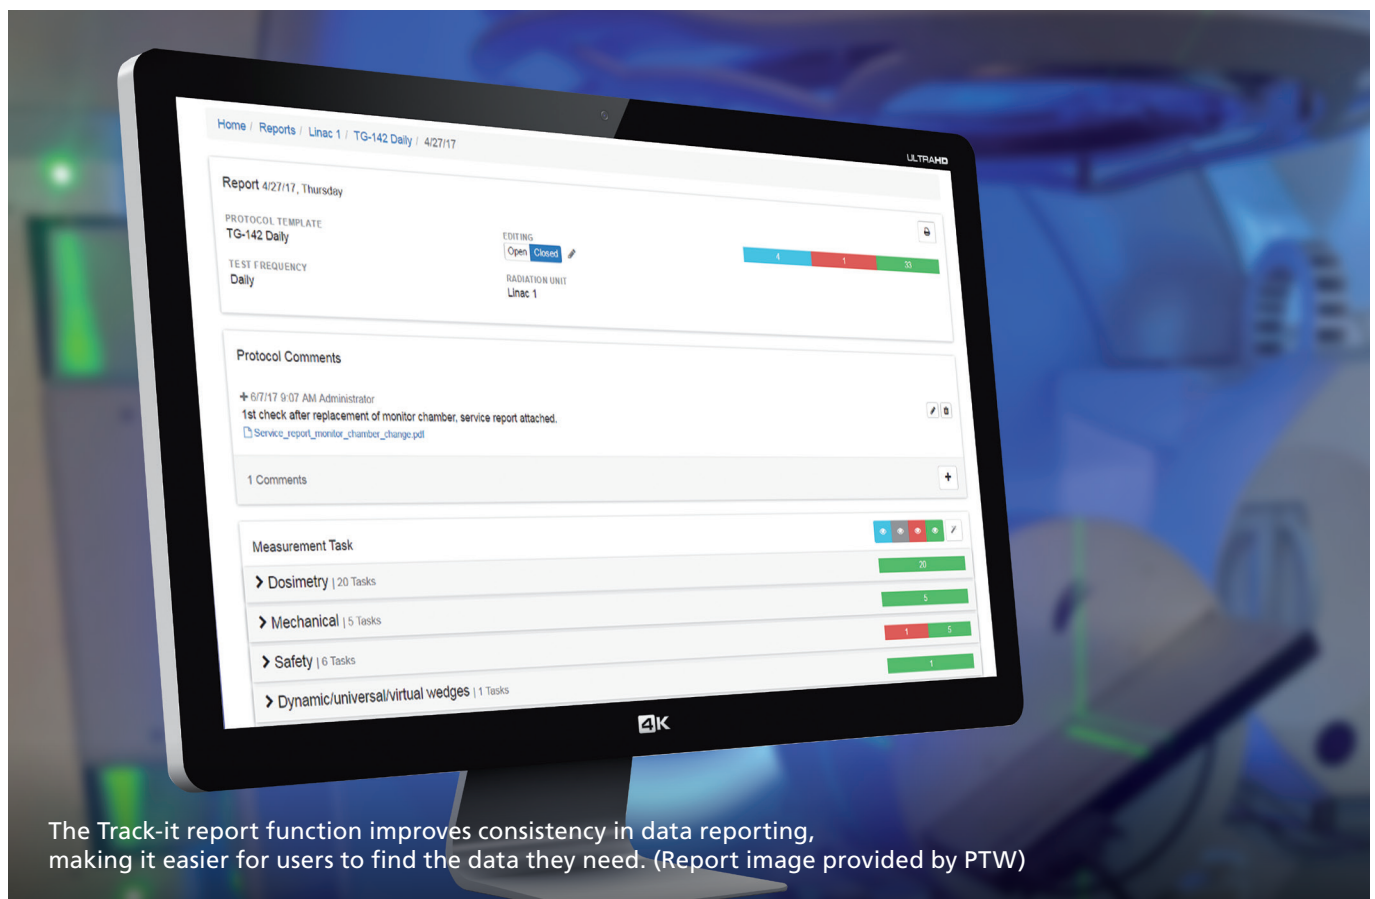 ULTRAHD
Home / Reports / Linac 1 / TG-142 Daily / 4/27/17
Report 4/27/17, Thursday
PROTOCOL TEMPLATE
TG-142 Daily
EDITING
Open Closed
4 1 33
TEST FREQUENCY
Daily
RADIATION UNIT
Linac 1
Protocol Comments
6/7/17 9:07 AM Administrator
1st check after replacement of monitor chamber, service report attached.
Service_report_monitor_chamber_change.pdf
1 Comments
Measurement Task
Dosimetry | 20 Tasks 20
Mechanical | 5 Tasks 5
Safety | 6 Tasks 1 5
Dynamic/universal/virtual wedges | 1 Tasks 1
4K
The Track-it report function improves consistency in data reporting,
making it easier for users to find the data they need. (Report image provided by PTW)